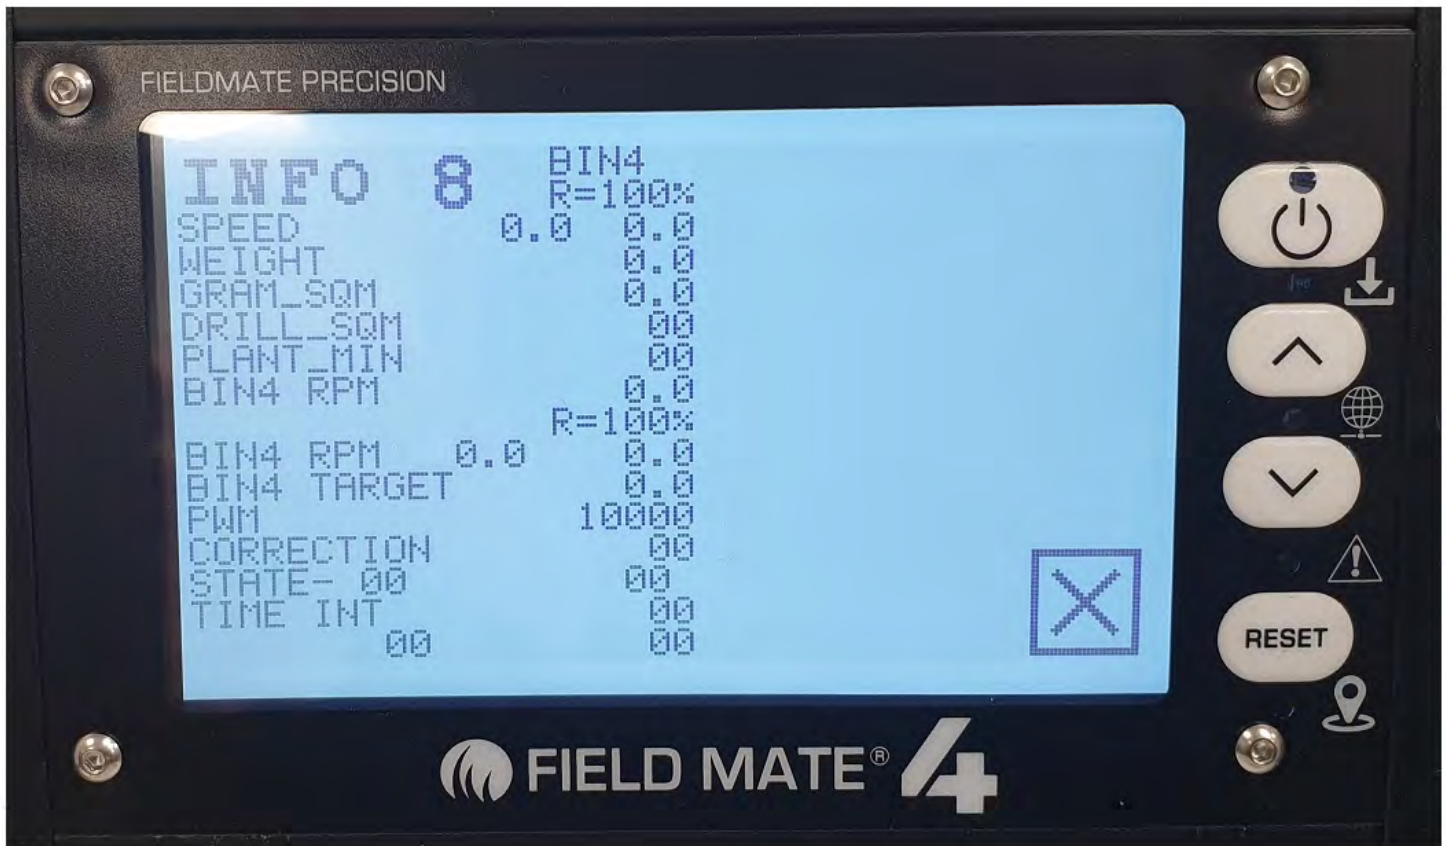 FIELDMATE PRECISION
INFO 8 BIN4
R=100%
SPEED 0.0 0.0
WEIGHT 0.0
GRAM_SQM 0.0
DRILL_SQM 00
PLANT_MIN 00
BIN4 RPM 0.0
R=100%
BIN4 RPM 0.0 0.0
BIN4 TARGET 0.0
PWM 10000
CORRECTION 00
STATE- 00 00
TIME INT 00
00 00
RESET
FIELD MATE® 4